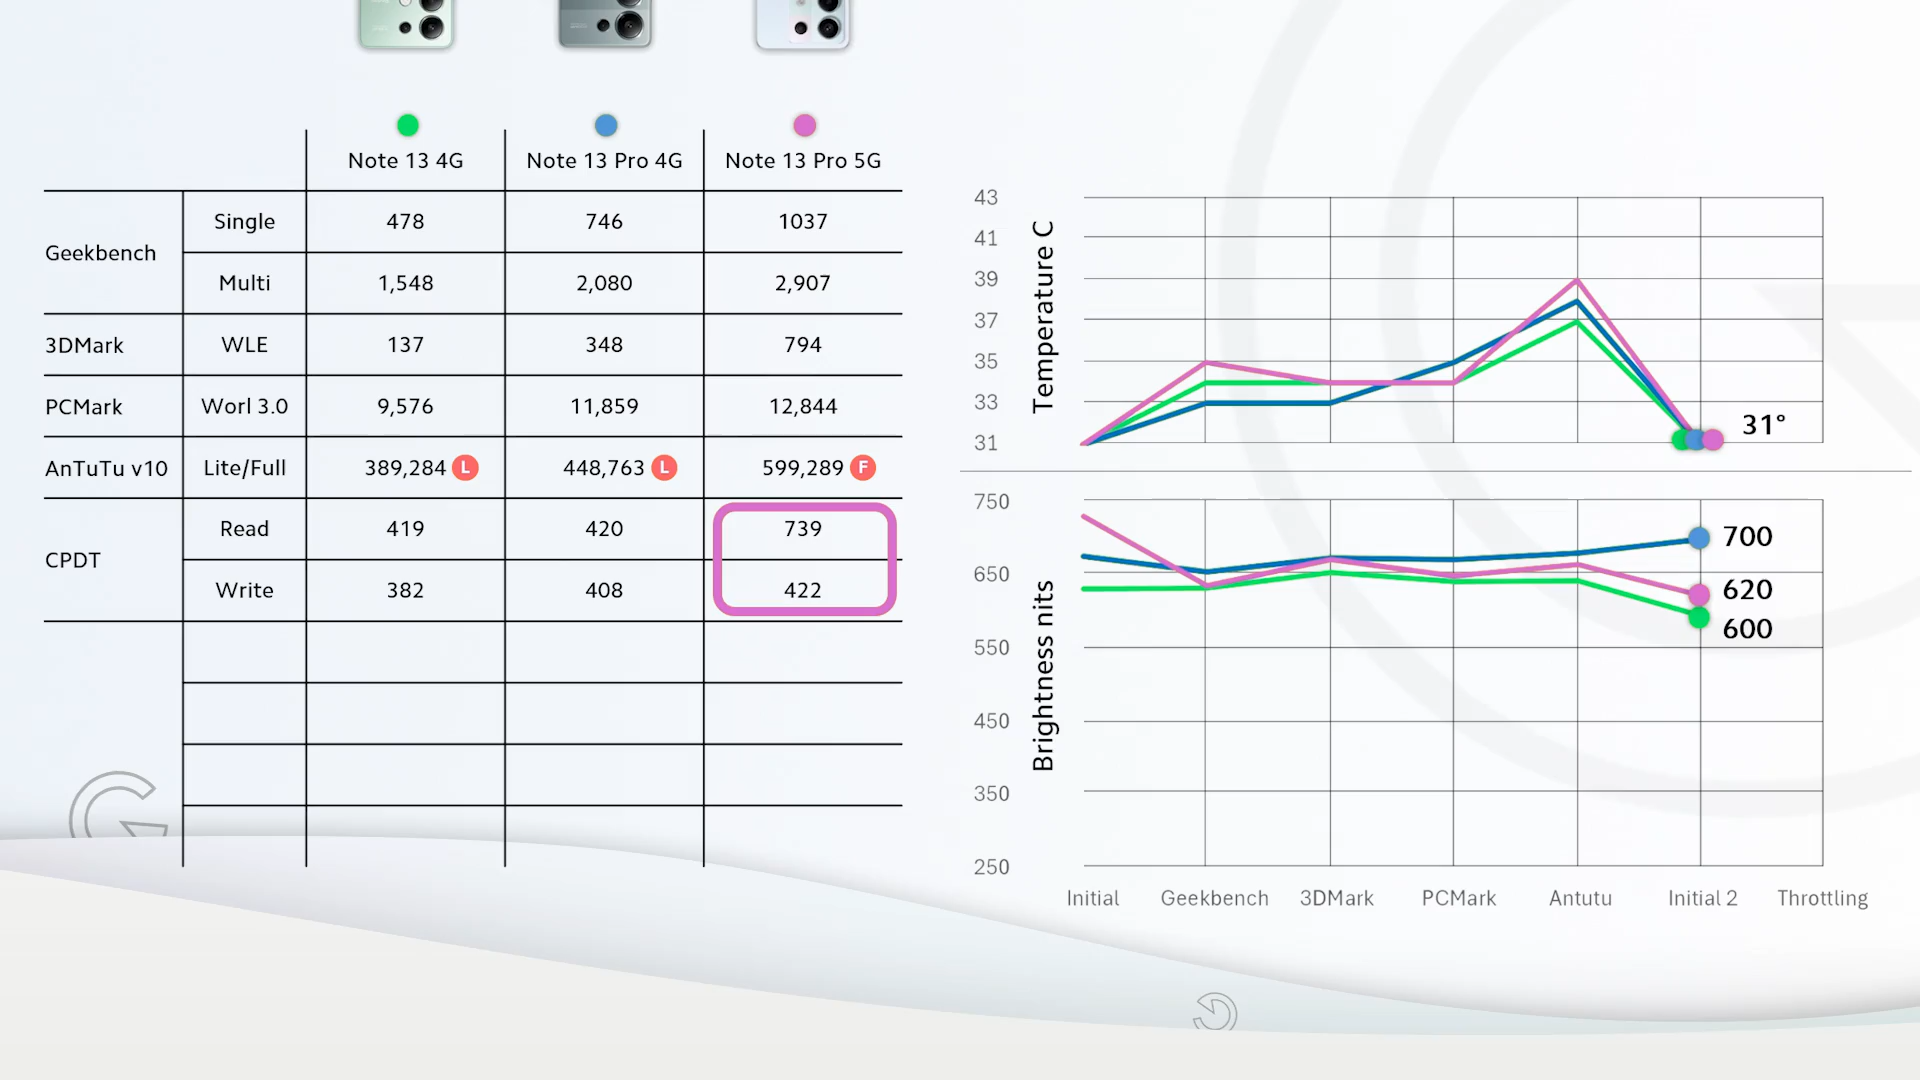 Note 13 4G Note 13 Pro 4G Note 13 Pro 5G
Geekbench
Single 478 746 1037
Multi 1,548 2,080 2,907
3DMark WLE 137 348 794
PCMark Worl 3.0 9,576 11,859 12,844
AnTuTu v10 Lite/Full 389,284 L 448,763 L 599,289 F
CPDT
Read 419 420 739
Write 382 408 422
Temperature C
43
41
39
37
35
33
31
31°
Brightness nits
750
650
550
450
350
250
700
620
600
Initial Geekbench 3DMark PCMark Antutu Initial 2 Throttling